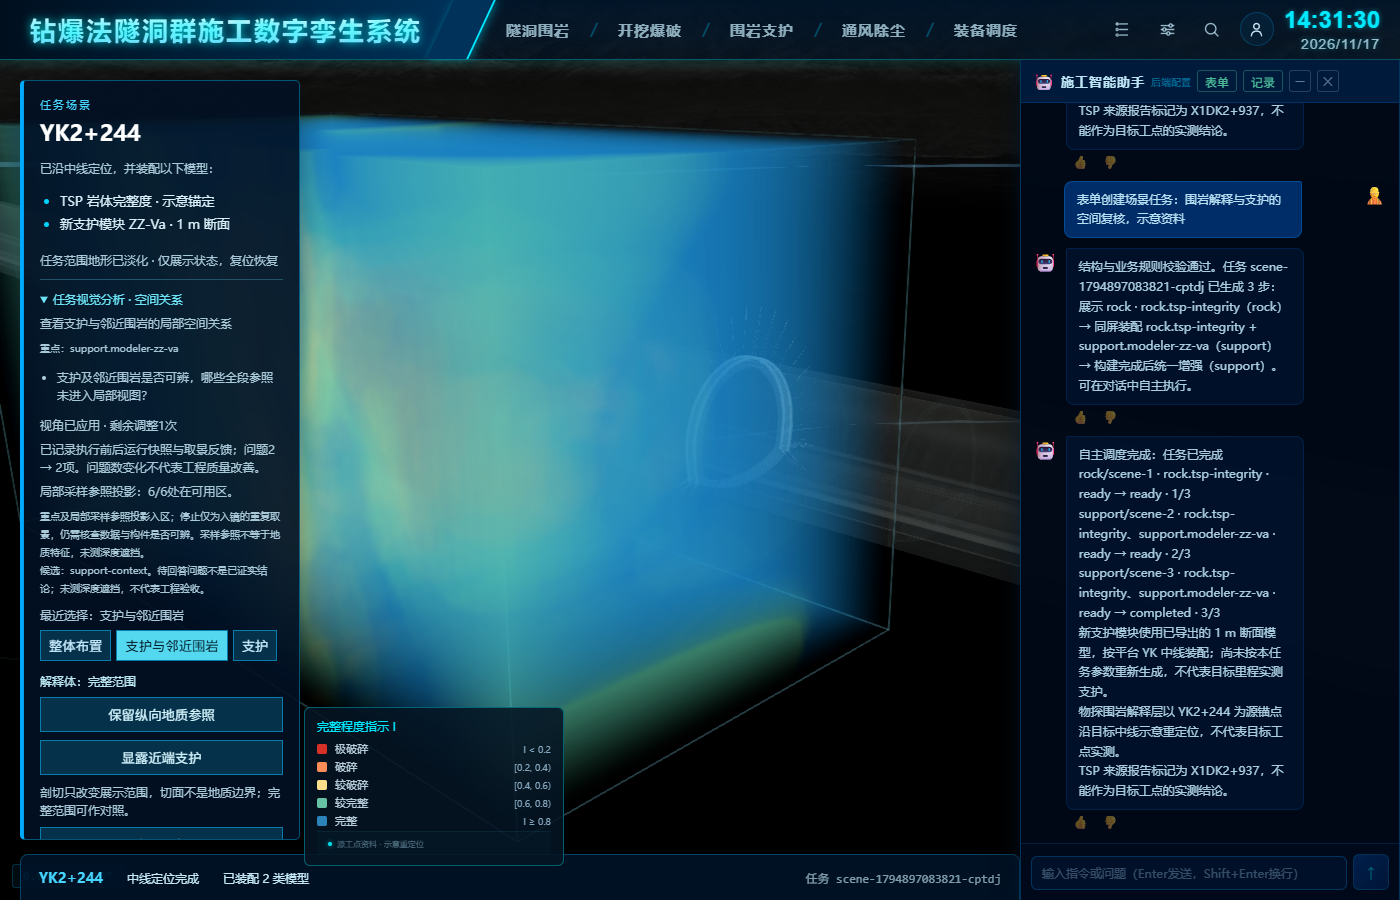 钻爆法隧洞群施工数字孪生系统
隧洞围岩 / 开挖爆破 / 围岩支护 / 通风除尘 / 装备调度
14:31:30
2026/11/17
任务场景
YK2+244
已沿中线定位，并装配以下模型：
TSP 岩体完整度 · 示意锚定
新支护模块 ZZ-Va · 1 m 断面
任务范围地形已淡化 · 仅展示状态，复位恢复
▼ 任务视觉分析 · 空间关系
查看支护与邻近围岩的局部空间关系
重点：support.modeler-zz-va
支护及邻近围岩是否可辨，哪些全段参照
未进入局部视图？
视角已应用 · 剩余调整1次
已记录执行前后运行快照与取景反馈；问题2
→ 2项。问题数变化不代表工程质量改善。
局部采样参照投影：6/6处在可用区。
重点及局部采样参照投影入区；停止仅为入镜的重复取
景，仍需核查数据与构件是否可辨。采样参照不等于地
质特征，未测深度遮挡。
候选：support-context。待回答问题不是已证实结
论；未测深度遮挡，不代表工程验收。
最近选择：支护与邻近围岩
整体布置
支护与邻近围岩
支护
解释体：完整范围
保留纵向地质参照
显露近端支护
剖切只改变展示范围，切面不是地质边界；完
整范围可作对照。
完整程度指示 I
极破碎 I < 0.2
破碎 [0.2, 0.4)
较破碎 [0.4, 0.6)
较完整 [0.6, 0.8)
完整 I ≥ 0.8
源工点资料 · 示意重定位
YK2+244 中线定位完成 已装配 2 类模型
任务 scene-1794897083821-cptdj
施工智能助手 后端配置 表单 记录
TSP 来源报告标记为 X1DK2+937，不
能作为目标工点的实测结论。
表单创建场景任务：围岩解释与支护的
空间复核，示意资料
结构与业务规则校验通过。任务 scene-
1794897083821-cptdj 已生成 3 步：
展示 rock · rock.tsp-integrity（rock）
→ 同屏装配 rock.tsp-integrity +
support.modeler-zz-va（support）
→ 构建完成后统一增强（support）。
可在对话中自主执行。
自主调度完成：任务已完成
rock/scene-1 · rock.tsp-integrity ·
ready → ready · 1/3
support/scene-2 · rock.tsp-
integrity、support.modeler-zz-va ·
ready → ready · 2/3
support/scene-3 · rock.tsp-
integrity、support.modeler-zz-va ·
ready → completed · 3/3
新支护模块使用已导出的 1 m 断面模
型，按平台 YK 中线装配；尚未按本任
务参数重新生成，不代表目标里程实测
支护。
物探围岩解释层以 YK2+244 为源锚点
沿目标中线示意重定位，不代表目标工
点实测。
TSP 来源报告标记为 X1DK2+937，不
能作为目标工点的实测结论。
输入指令或问题（Enter发送，Shift+Enter换行）